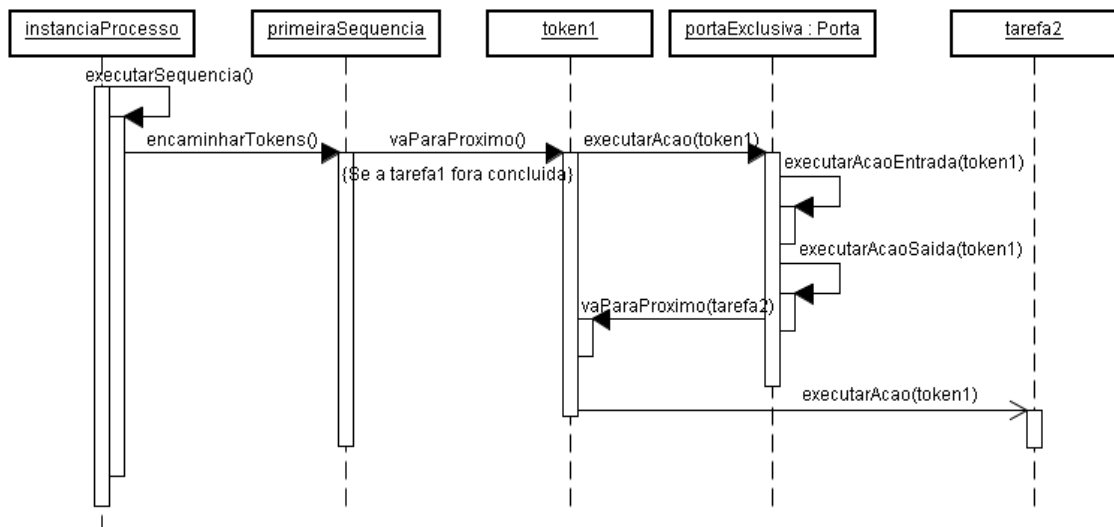 instanciaProcesso
primeiraSequencia
token1
portaExclusiva : Porta
tarefa2
executarSequencia()
encaminharTokens()
vaParaProximo()
executarAcao(token1)
{Se a tarefa1 fora concluida}
executarAcaoEntrada(token1)
executarAcaoSaida(token1)
vaParaProximo(tarefa2)
executarAcao(token1)